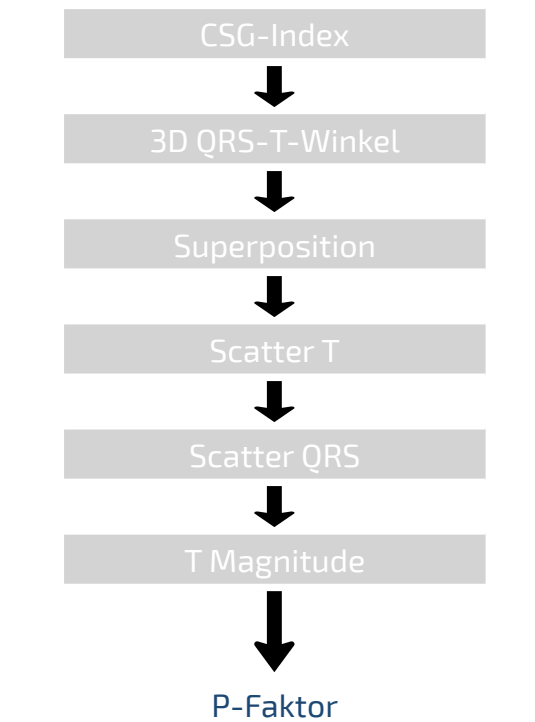 CSG-Index
3D QRS-T-Winkel
Superposition
Scatter T
Scatter QRS
T Magnitude
P-Faktor